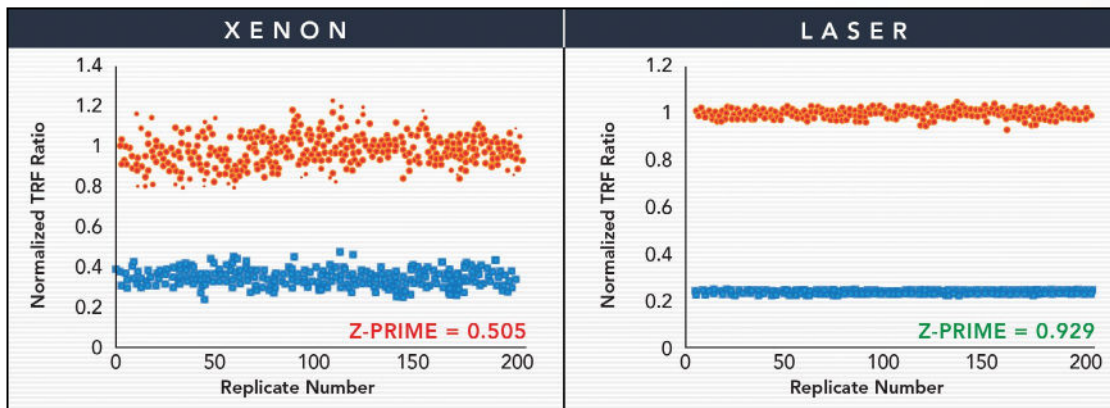 XENON
Normalized TRF Ratio
1.4
1.2
1
0.8
0.6
0.4
0.2
0
Z-PRIME = 0.505
0 50 100 150 200
Replicate Number
LASER
Normalized TRF Ratio
1.2
1
0.8
0.6
0.4
0.2
0
Z-PRIME = 0.929
0 50 100 150 200
Replicate Number